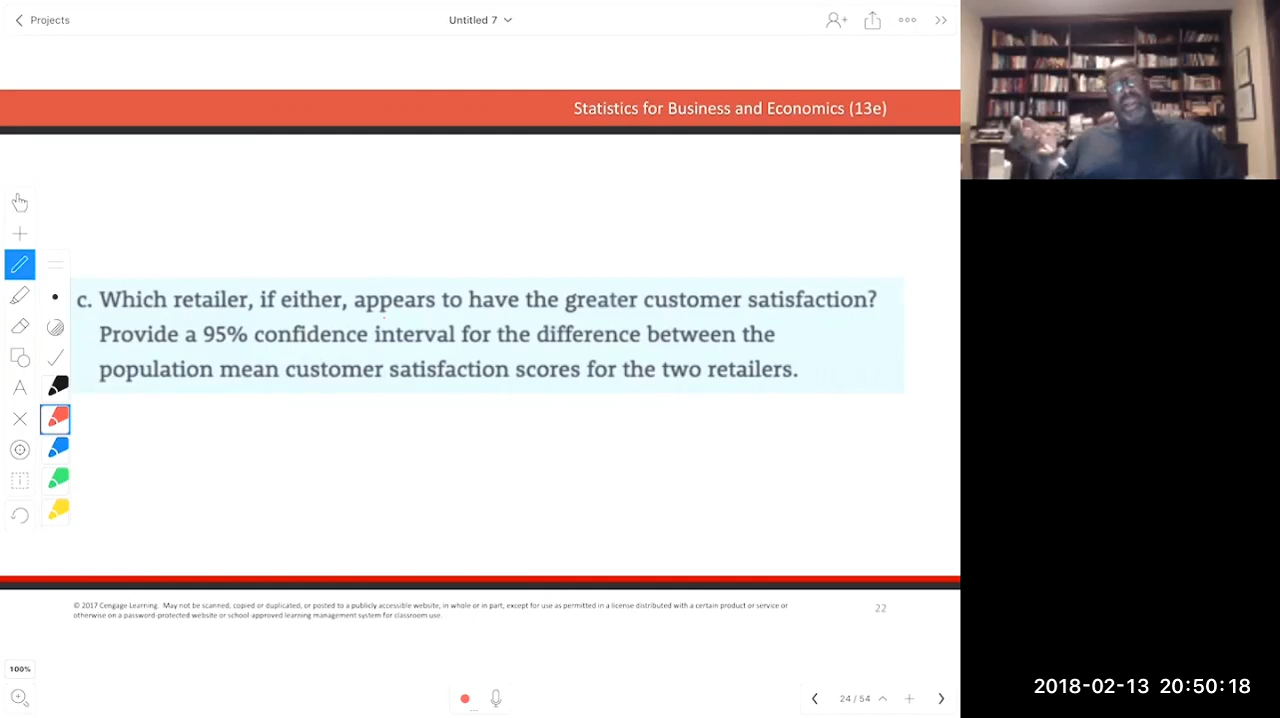 Projects
Untitled 7
Statistics for Business and Economics (13e)
c. Which retailer, if either, appears to have the greater customer satisfaction?
Provide a 95% confidence interval for the difference between the
population mean customer satisfaction scores for the two retailers.
A
© 2017 Cengage Learning. May not be scanned, copied or duplicated, or posted to a publicly accessible website, in whole or in part, except for use as permitted in a license distributed with a certain product or service or
otherwise on a password-protected website or school-approved learning management system for classroom use.
22
100%
24 / 54
2018-02-13 20:50:18